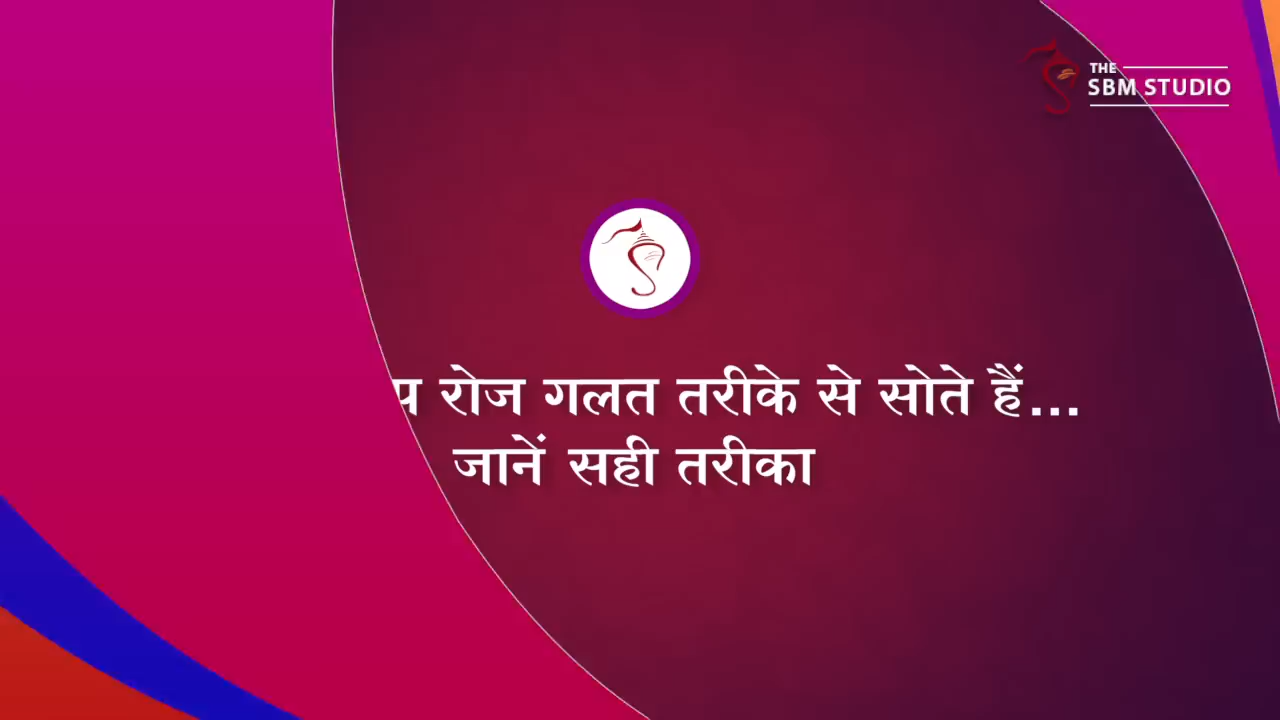 THE
SBM STUDIO
रोज गलत तरीके से सोते हैं...
जानें सही तरीका